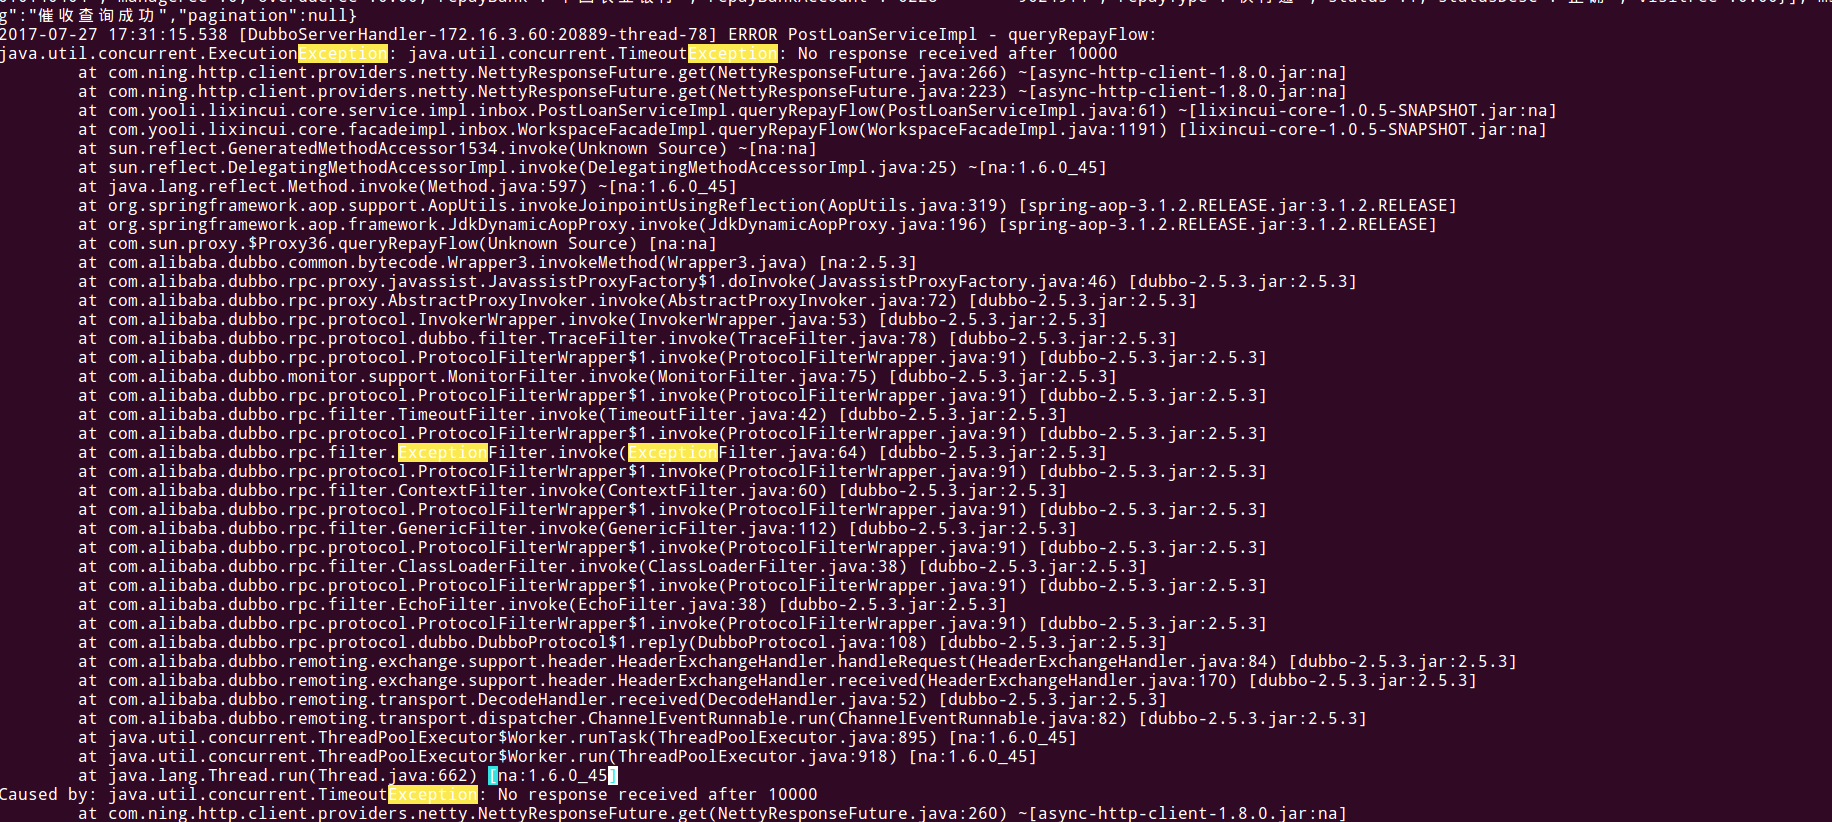 g":"催收查询成功","pagination":null}
2017-07-27 17:31:15.538 [DubboServerHandler-172.16.3.60:20889-thread-78] ERROR PostLoanServiceImpl - queryRepayFlow:
java.util.concurrent.ExecutionException: java.util.concurrent.TimeoutException: No response received after 10000
at com.ning.http.client.providers.netty.NettyResponseFuture.get(NettyResponseFuture.java:266) ~[async-http-client-1.8.0.jar:na]
at com.ning.http.client.providers.netty.NettyResponseFuture.get(NettyResponseFuture.java:223) ~[async-http-client-1.8.0.jar:na]
at com.yooli.lixincui.core.service.impl.inbox.PostLoanServiceImpl.queryRepayFlow(PostLoanServiceImpl.java:61) ~[lixincui-core-1.0.5-SNAPSHOT.jar:na]
at com.yooli.lixincui.core.facadeimpl.inbox.WorkspaceFacadeImpl.queryRepayFlow(WorkspaceFacadeImpl.java:1191) [lixincui-core-1.0.5-SNAPSHOT.jar:na]
at sun.reflect.GeneratedMethodAccessor1534.invoke(Unknown Source) ~[na:na]
at sun.reflect.DelegatingMethodAccessorImpl.invoke(DelegatingMethodAccessorImpl.java:25) ~[na:1.6.0_45]
at java.lang.reflect.Method.invoke(Method.java:597) ~[na:1.6.0_45]
at org.springframework.aop.support.AopUtils.invokeJoinpointUsingReflection(AopUtils.java:319) [spring-aop-3.1.2.RELEASE.jar:3.1.2.RELEASE]
at org.springframework.aop.framework.JdkDynamicAopProxy.invoke(JdkDynamicAopProxy.java:196) [spring-aop-3.1.2.RELEASE.jar:3.1.2.RELEASE]
at com.sun.proxy.$Proxy36.queryRepayFlow(Unknown Source) [na:na]
at com.alibaba.dubbo.common.bytecode.Wrapper3.invokeMethod(Wrapper3.java) [na:2.5.3]
at com.alibaba.dubbo.rpc.proxy.javassist.JavassistProxyFactory$1.doInvoke(JavassistProxyFactory.java:46) [dubbo-2.5.3.jar:2.5.3]
at com.alibaba.dubbo.rpc.proxy.AbstractProxyInvoker.invoke(AbstractProxyInvoker.java:72) [dubbo-2.5.3.jar:2.5.3]
at com.alibaba.dubbo.rpc.protocol.InvokerWrapper.invoke(InvokerWrapper.java:53) [dubbo-2.5.3.jar:2.5.3]
at com.alibaba.dubbo.rpc.protocol.dubbo.filter.TraceFilter.invoke(TraceFilter.java:78) [dubbo-2.5.3.jar:2.5.3]
at com.alibaba.dubbo.rpc.protocol.ProtocolFilterWrapper$1.invoke(ProtocolFilterWrapper.java:91) [dubbo-2.5.3.jar:2.5.3]
at com.alibaba.dubbo.monitor.support.MonitorFilter.invoke(MonitorFilter.java:75) [dubbo-2.5.3.jar:2.5.3]
at com.alibaba.dubbo.rpc.protocol.ProtocolFilterWrapper$1.invoke(ProtocolFilterWrapper.java:91) [dubbo-2.5.3.jar:2.5.3]
at com.alibaba.dubbo.rpc.filter.TimeoutFilter.invoke(TimeoutFilter.java:42) [dubbo-2.5.3.jar:2.5.3]
at com.alibaba.dubbo.rpc.protocol.ProtocolFilterWrapper$1.invoke(ProtocolFilterWrapper.java:91) [dubbo-2.5.3.jar:2.5.3]
at com.alibaba.dubbo.rpc.filter.ExceptionFilter.invoke(ExceptionFilter.java:64) [dubbo-2.5.3.jar:2.5.3]
at com.alibaba.dubbo.rpc.protocol.ProtocolFilterWrapper$1.invoke(ProtocolFilterWrapper.java:91) [dubbo-2.5.3.jar:2.5.3]
at com.alibaba.dubbo.rpc.filter.ContextFilter.invoke(ContextFilter.java:60) [dubbo-2.5.3.jar:2.5.3]
at com.alibaba.dubbo.rpc.protocol.ProtocolFilterWrapper$1.invoke(ProtocolFilterWrapper.java:91) [dubbo-2.5.3.jar:2.5.3]
at com.alibaba.dubbo.rpc.filter.GenericFilter.invoke(GenericFilter.java:112) [dubbo-2.5.3.jar:2.5.3]
at com.alibaba.dubbo.rpc.protocol.ProtocolFilterWrapper$1.invoke(ProtocolFilterWrapper.java:91) [dubbo-2.5.3.jar:2.5.3]
at com.alibaba.dubbo.rpc.filter.ClassLoaderFilter.invoke(ClassLoaderFilter.java:38) [dubbo-2.5.3.jar:2.5.3]
at com.alibaba.dubbo.rpc.protocol.ProtocolFilterWrapper$1.invoke(ProtocolFilterWrapper.java:91) [dubbo-2.5.3.jar:2.5.3]
at com.alibaba.dubbo.rpc.filter.EchoFilter.invoke(EchoFilter.java:38) [dubbo-2.5.3.jar:2.5.3]
at com.alibaba.dubbo.rpc.protocol.ProtocolFilterWrapper$1.invoke(ProtocolFilterWrapper.java:91) [dubbo-2.5.3.jar:2.5.3]
at com.alibaba.dubbo.rpc.protocol.dubbo.DubboProtocol$1.reply(DubboProtocol.java:108) [dubbo-2.5.3.jar:2.5.3]
at com.alibaba.dubbo.remoting.exchange.support.header.HeaderExchangeHandler.handleRequest(HeaderExchangeHandler.java:84) [dubbo-2.5.3.jar:2.5.3]
at com.alibaba.dubbo.remoting.exchange.support.header.HeaderExchangeHandler.received(HeaderExchangeHandler.java:170) [dubbo-2.5.3.jar:2.5.3]
at com.alibaba.dubbo.remoting.transport.DecodeHandler.received(DecodeHandler.java:52) [dubbo-2.5.3.jar:2.5.3]
at com.alibaba.dubbo.remoting.transport.dispatcher.ChannelEventRunnable.run(ChannelEventRunnable.java:82) [dubbo-2.5.3.jar:2.5.3]
at java.util.concurrent.ThreadPoolExecutor$Worker.runTask(ThreadPoolExecutor.java:895) [na:1.6.0_45]
at java.util.concurrent.ThreadPoolExecutor$Worker.run(ThreadPoolExecutor.java:918) [na:1.6.0_45]
at java.lang.Thread.run(Thread.java:662) [na:1.6.0_45]
Caused by: java.util.concurrent.TimeoutException: No response received after 10000
at com.ning.http.client.providers.netty.NettyResponseFuture.get(NettyResponseFuture.java:260) ~[async-http-client-1.8.0.jar:na]